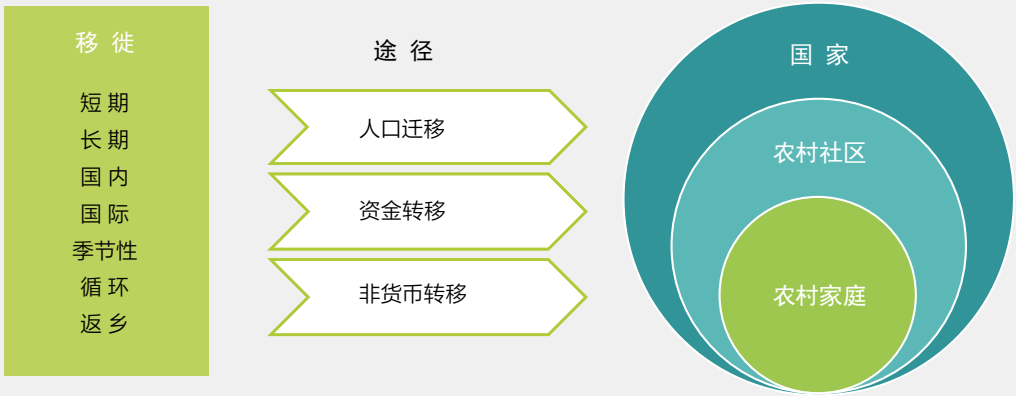 移 徙
短 期
长 期
国 内
国 际
季节性
循 环
返 乡
途 径
人口迁移
资金转移
非货币转移
国 家
农村社区
农村家庭